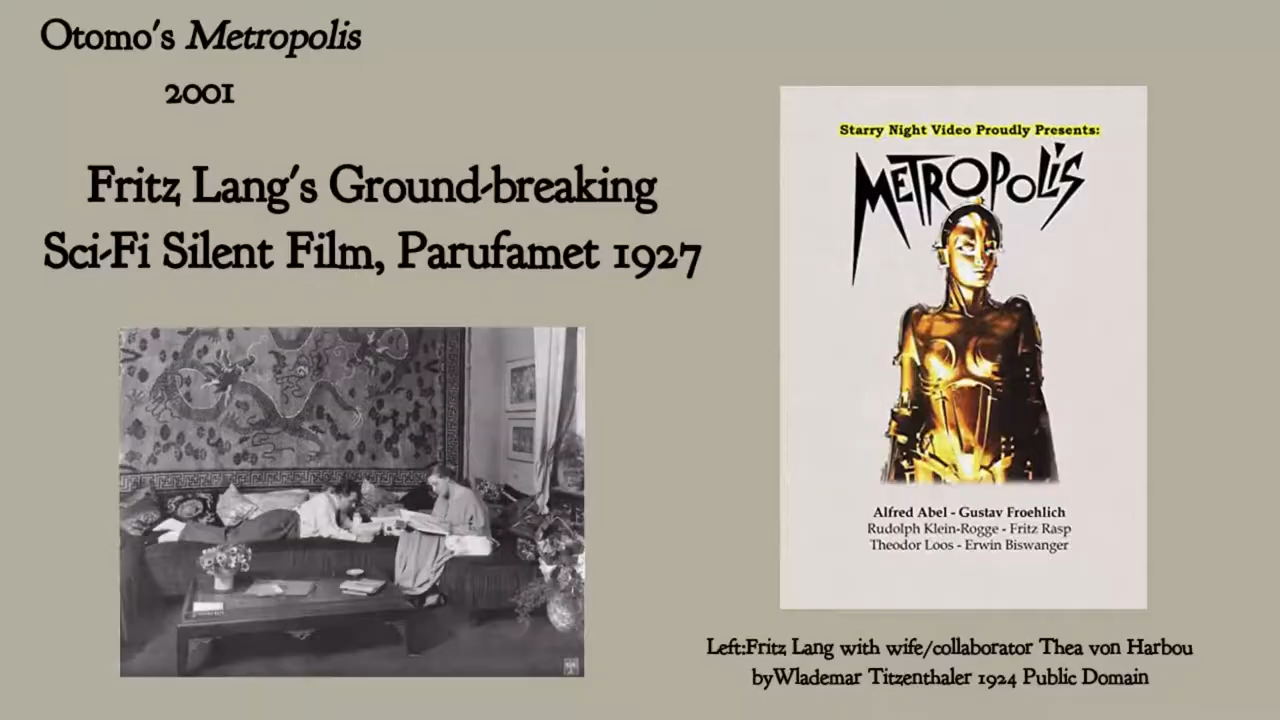 Otomo's Metropolis
2001
Fritz Lang's Ground-breaking
Sci-Fi Silent Film, Parufamet 1927
Starry Night Video Proudly Presents:
METROPOLIS
Alfred Abel - Gustav Froehlich
Rudolph Klein-Rogge - Fritz Rasp
Theodor Loos - Erwin Biswanger
Left:Fritz Lang with wife/collaborator Thea von Harbou
byWlademar Titzenthaler 1924 Public Domain